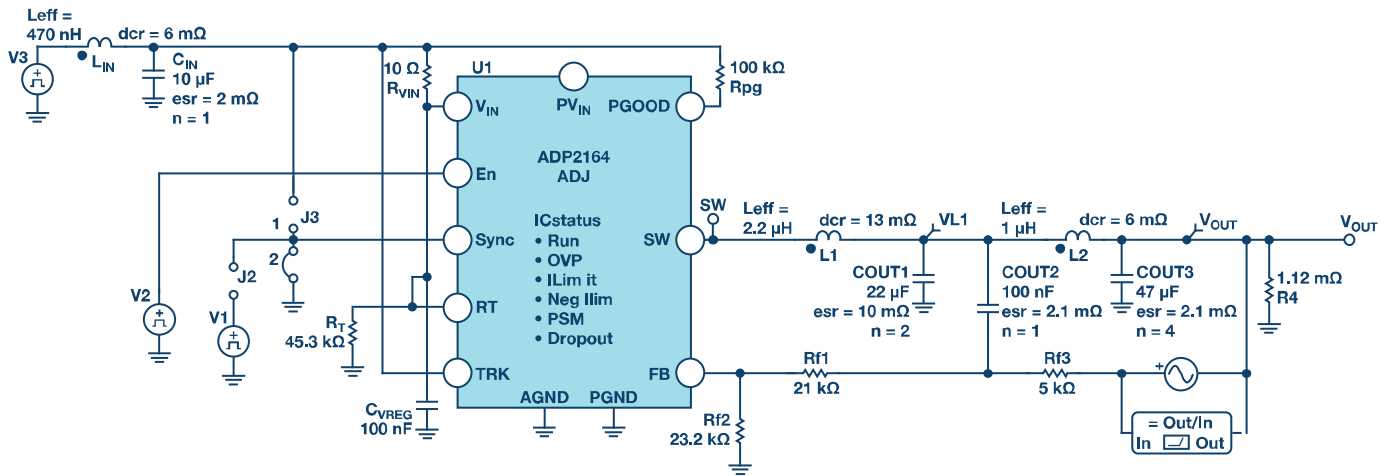 Leff =
470 nH
dcr = 6 mΩ
V3
LIN
CIN
10 µF
esr = 2 mΩ
n = 1
10 Ω
RVIN
U1
100 kΩ
Rpg
VIN
PVIN
PGOOD
ADP2164
ADJ
En
1
J3
Sync
2
J2
V2
V1
ICstatus
• Run
• OVP
• ILim it
• Neg Ilim
• PSM
• Dropout
SW
SW
Leff =
2.2 µH
dcr = 13 mΩ
L1
VL1
Leff =
1 µH
dcr = 6 mΩ
L2
VOUT
VOUT
COUT1
22 µF
esr = 10 mΩ
n = 2
COUT2
100 nF
esr = 2.1 mΩ
n = 1
COUT3
47 µF
esr = 2.1 mΩ
n = 4
1.12 mΩ
R4
RT
RT
45.3 kΩ
TRK
FB
Rf1
21 kΩ
Rf3
5 kΩ
+
AGND
PGND
CVREG
100 nF
Rf2
23.2 kΩ
= Out/In
In
Out